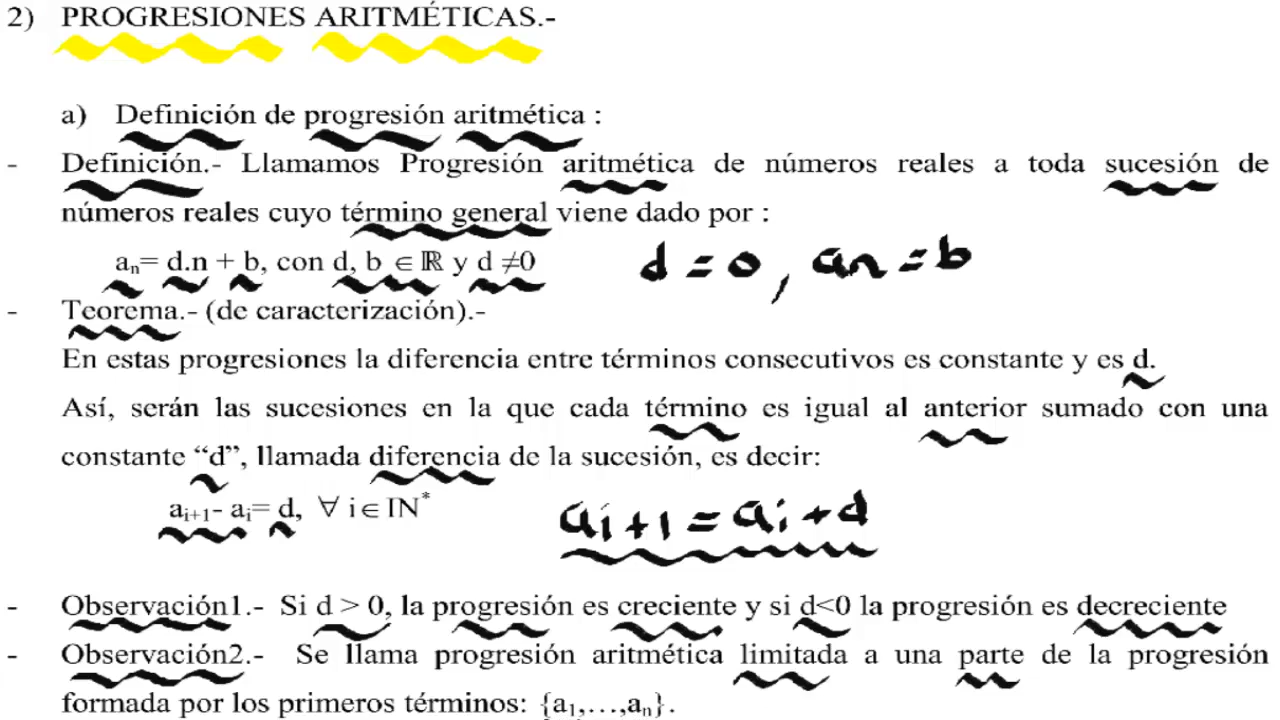 2) PROGRESIONES ARITMÉTICAS.-
a) Definición de progresión aritmética :
- Definición.- Llamamos Progresión aritmética de números reales a toda sucesión de
números reales cuyo término general viene dado por :
aₙ= d.n + b, con d, b ∈ ℝ y d ≠0 d = 0, an = b
- Teorema.- (de caracterización).-
En estas progresiones la diferencia entre términos consecutivos es constante y es d.
Así, serán las sucesiones en la que cada término es igual al anterior sumado con una
constante “d”, llamada diferencia de la sucesión, es decir:
aᵢ₊₁- aᵢ= d, ∀ i∈ IN* ai+1 = ai + d
- Observación1.- Si d > 0, la progresión es creciente y si d<0 la progresión es decreciente
- Observación2.- Se llama progresión aritmética limitada a una parte de la progresión
formada por los primeros términos: {a₁,…,aₙ}.